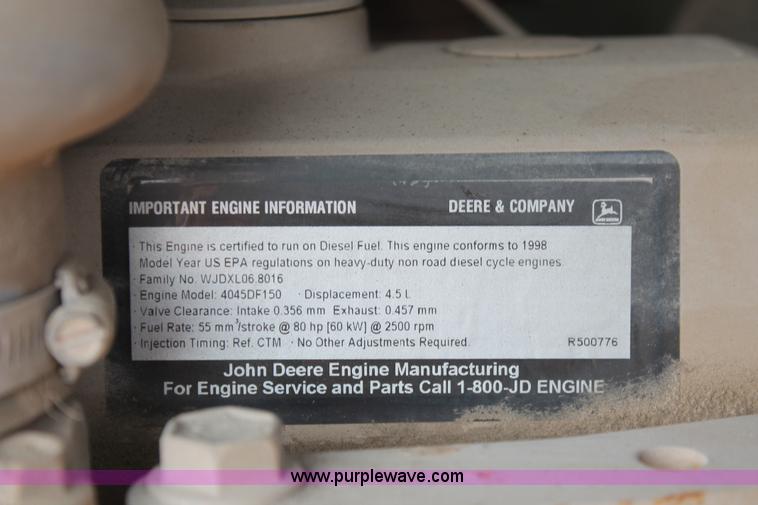 IMPORTANT ENGINE INFORMATION DEERE & COMPANY
· This Engine is certified to run on Diesel Fuel. This engine conforms to 1998
Model Year US EPA regulations on heavy-duty non road diesel cycle engines.
· Family No. WJDXL06.8016
· Engine Model: 4045DF150 · Displacement: 4.5 L
· Valve Clearance: Intake 0.356 mm Exhaust: 0.457 mm
· Fuel Rate: 55 mm³/stroke @ 80 hp [60 kW] @ 2500 rpm
· Injection Timing: Ref. CTM · No Other Adjustments Required. R500776
John Deere Engine Manufacturing
For Engine Service and Parts Call 1-800-JD ENGINE
www.purplewave.com